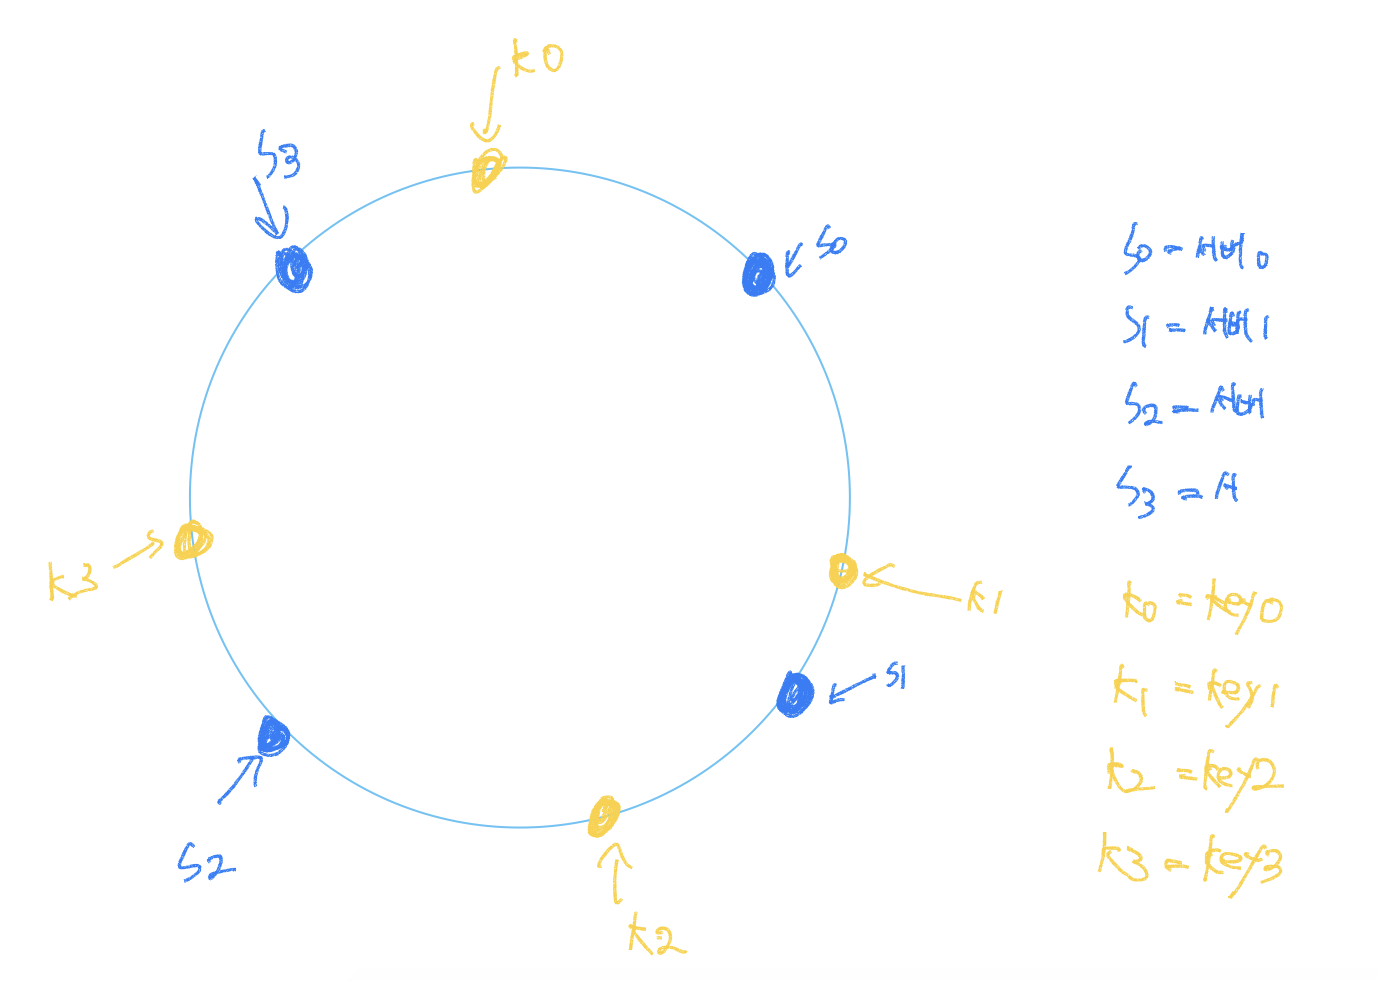 k0
S3
S0
k3
k1
S1
S2
k2
S0 = 서버0
S1 = 서버1
S2 = 서버
S3 = 서
k0 = key0
k1 = key1
k2 = key2
k3 = key3